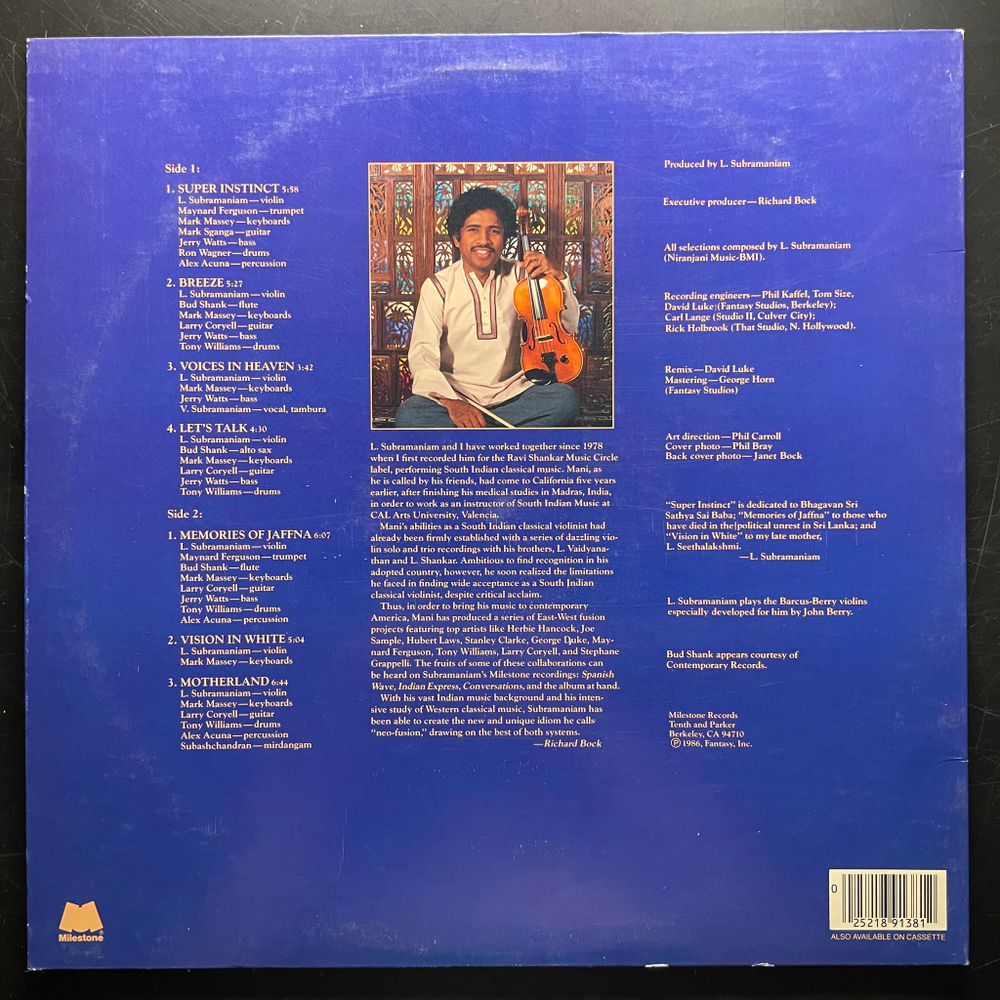 Side 1:
1. SUPER INSTINCT 5:58
L. Subramaniam—violin
Maynard Ferguson—trumpet
Mark Massey—keyboards
Mark Sganga—guitar
Jerry Watts—bass
Ron Wagner—drums
Alex Acuna—percussion
2. BREEZE 5:27
L. Subramaniam—violin
Bud Shank—flute
Mark Massey—keyboards
Larry Coryell—guitar
Jerry Watts—bass
Tony Williams—drums
3. VOICES IN HEAVEN 3:42
L. Subramaniam—violin
Mark Massey—keyboards
Jerry Watts—bass
V. Subramaniam—vocal, tambura
4. LET'S TALK 4:30
L. Subramaniam—violin
Bud Shank—alto sax
Mark Massey—keyboards
Larry Coryell—guitar
Jerry Watts—bass
Tony Williams—drums
Side 2:
1. MEMORIES OF JAFFNA 6:07
L. Subramaniam—violin
Maynard Ferguson—trumpet
Bud Shank—flute
Mark Massey—keyboards
Larry Coryell—guitar
Jerry Watts—bass
Tony Williams—drums
Alex Acuna—percussion
2. VISION IN WHITE 5:04
L. Subramaniam—violin
Mark Massey—keyboards
3. MOTHERLAND 6:44
L. Subramaniam—violin
Mark Massey—keyboards
Larry Coryell—guitar
Tony Williams—drums
Alex Acuna—percussion
Subashchandran—mirdangam
L. Subramaniam and I have worked together since 1978
when I first recorded him for the Ravi Shankar Music Circle
label, performing South Indian classical music. Mani, as
he is called by his friends, had come to California five years
earlier, after finishing his medical studies in Madras, India,
in order to work as an instructor of South Indian Music at
CAL Arts University, Valencia.
Mani's abilities as a South Indian classical violinist had
already been firmly established with a series of dazzling vio-
lin solo and trio recordings with his brothers, L. Vaidyana-
than and L. Shankar. Ambitious to find recognition in his
adopted country, however, he soon realized the limitations
he faced in finding wide acceptance as a South Indian
classical violinist, despite critical acclaim.
Thus, in order to bring his music to contemporary
America, Mani has produced a series of East-West fusion
projects featuring top artists like Herbie Hancock, Joe
Sample, Hubert Laws, Stanley Clarke, George Duke, May-
nard Ferguson, Tony Williams, Larry Coryell, and Stephane
Grappelli. The fruits of some of these collaborations can
be heard on Subramaniam's Milestone recordings: Spanish
Wave, Indian Express, Conversations, and the album at hand.
With his vast Indian music background and his inten-
sive study of Western classical music, Subramaniam has
been able to create the new and unique idiom he calls
"neo-fusion," drawing on the best of both systems.
—Richard Bock
Produced by L. Subramaniam
Executive producer—Richard Bock
All selections composed by L. Subramaniam
(Niranjani Music-BMI).
Recording engineers—Phil Kaffel, Tom Size,
David Luke (Fantasy Studios, Berkeley);
Carl Lange (Studio II, Culver City);
Rick Holbrook (That Studio, N. Hollywood).
Remix—David Luke
Mastering—George Horn
(Fantasy Studios)
Art direction—Phil Carroll
Cover photo—Phil Bray
Back cover photo—Janet Bock
"Super Instinct" is dedicated to Bhagavan Sri
Sathya Sai Baba; "Memories of Jaffna" to those who
have died in the political unrest in Sri Lanka; and
"Vision in White" to my late mother,
L. Seethalakshmi.
—L. Subramaniam
L. Subramaniam plays the Barcus-Berry violins
especially developed for him by John Berry.
Bud Shank appears courtesy of
Contemporary Records.
Milestone Records
Tenth and Parker
Berkeley, CA 94710
℗ 1986, Fantasy, Inc.
Milestone
0 25218 91381
ALSO AVAILABLE ON CASSETTE